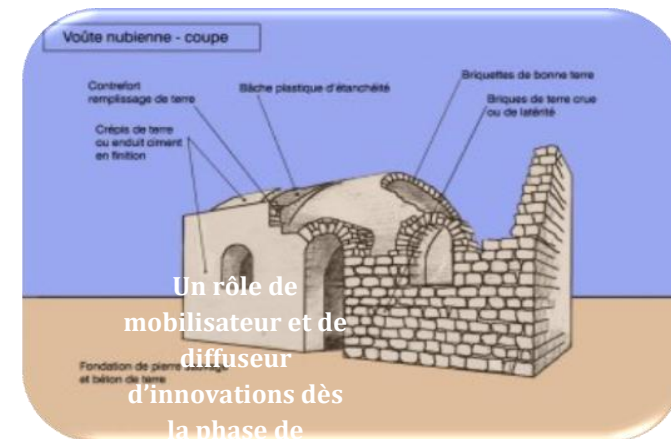 Voûte nubienne - coupe
Contrefort
remplissage de terre
Bâche plastique d'étanchéité
Briquettes de bonne terre
Briques de terre crue
ou de latérite
Crépis de terre
ou enduit ciment
en finition
Un rôle de
mobilisateur et de
diffuseur
d'innovations dès
la phase de
Fondation de pierre
et béton de terre